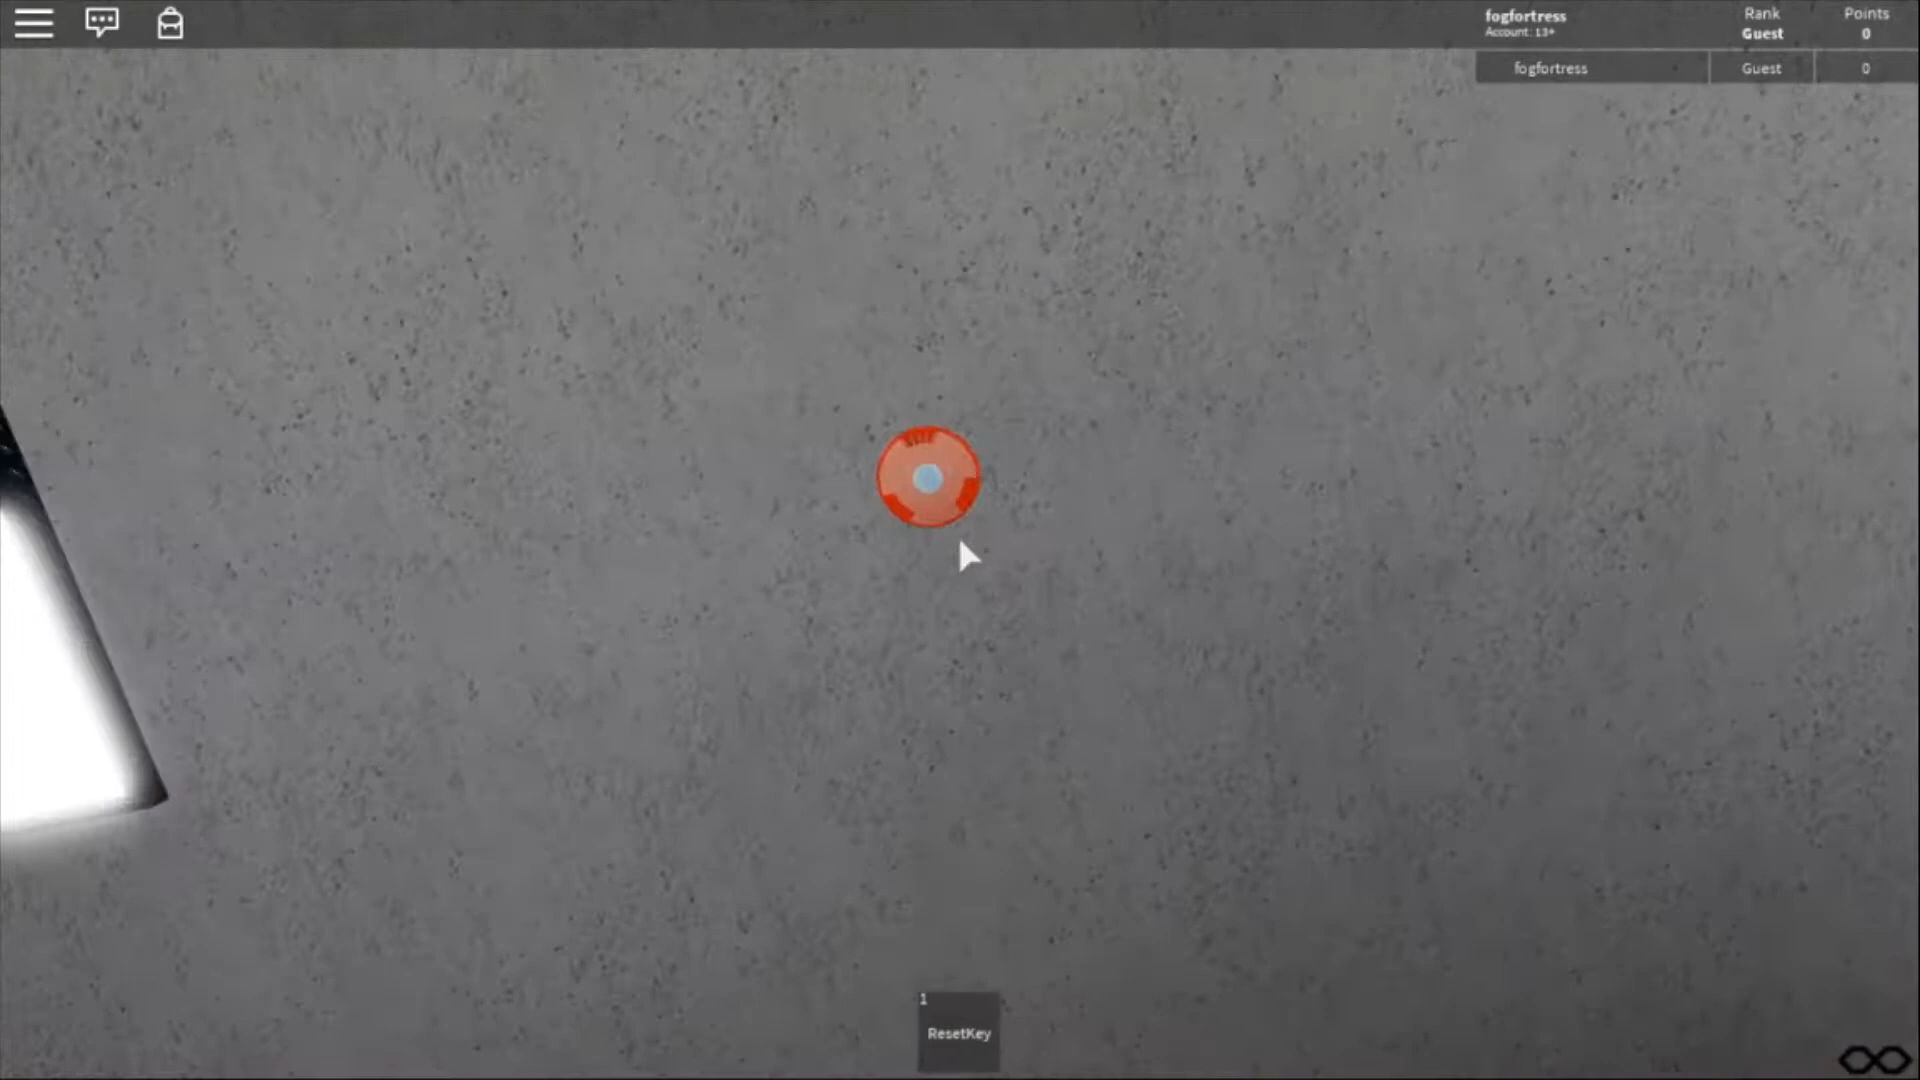 fogfortress
Account: 13+
Rank
Guest
Points
0
fogfortress
Guest
0
1
ResetKey